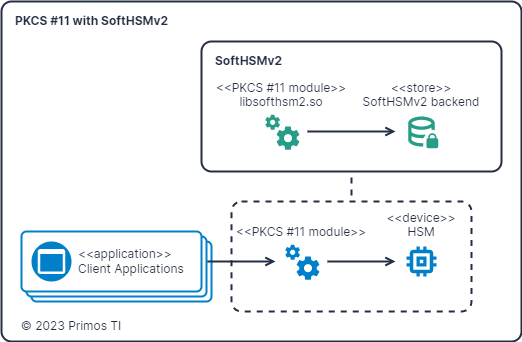 PKCS #11 with SoftHSMv2
SoftHSMv2
<<PKCS #11 module>>
libsofthsm2.so
<<store>>
SoftHSMv2 backend
<<device>>
HSM
<<PKCS #11 module>>
<<application>>
Client Applications
© 2023 Primos TI